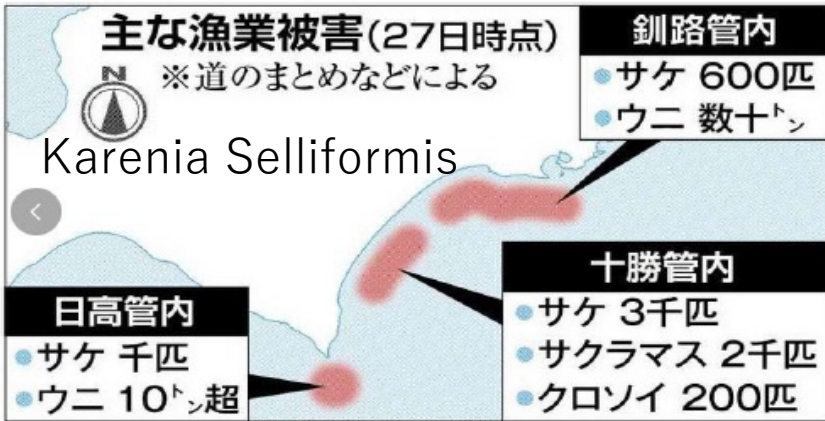 主な漁業被害(27日時点)
※道のまとめなどによる
N
Karenia Selliformis
釧路管内
サケ 600匹
ウニ 数十トン
十勝管内
サケ 3千匹
サクラマス 2千匹
クロソイ 200匹
日高管内
サケ 千匹
ウニ 10トン超